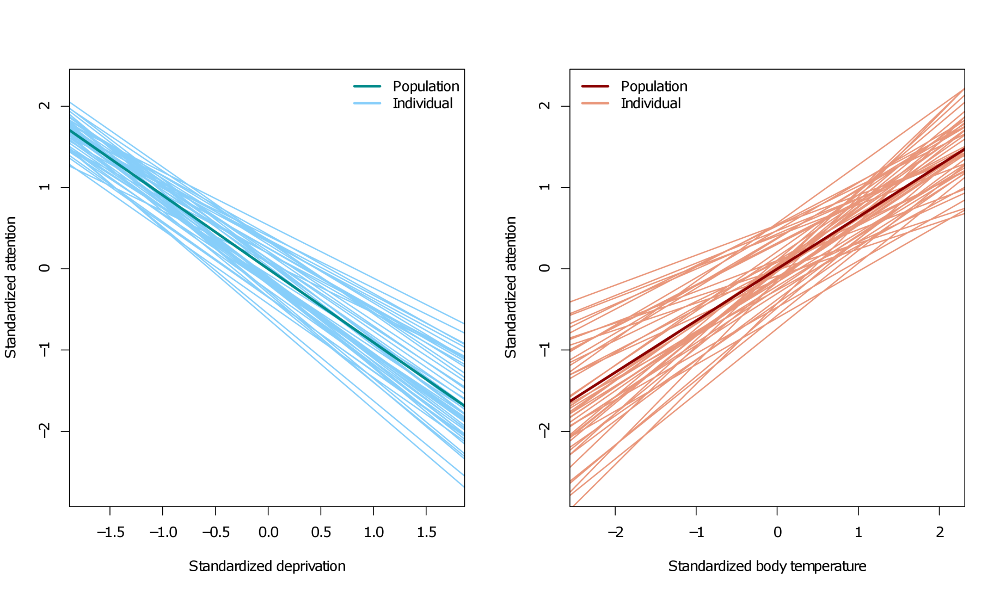 Population
Individual
2
1
0
−1
−2
Standardized attention
−1.5 −1.0 −0.5 0.0 0.5 1.0 1.5
Standardized deprivation
Population
Individual
2
1
0
−1
−2
Standardized attention
−2 −1 0 1 2
Standardized body temperature